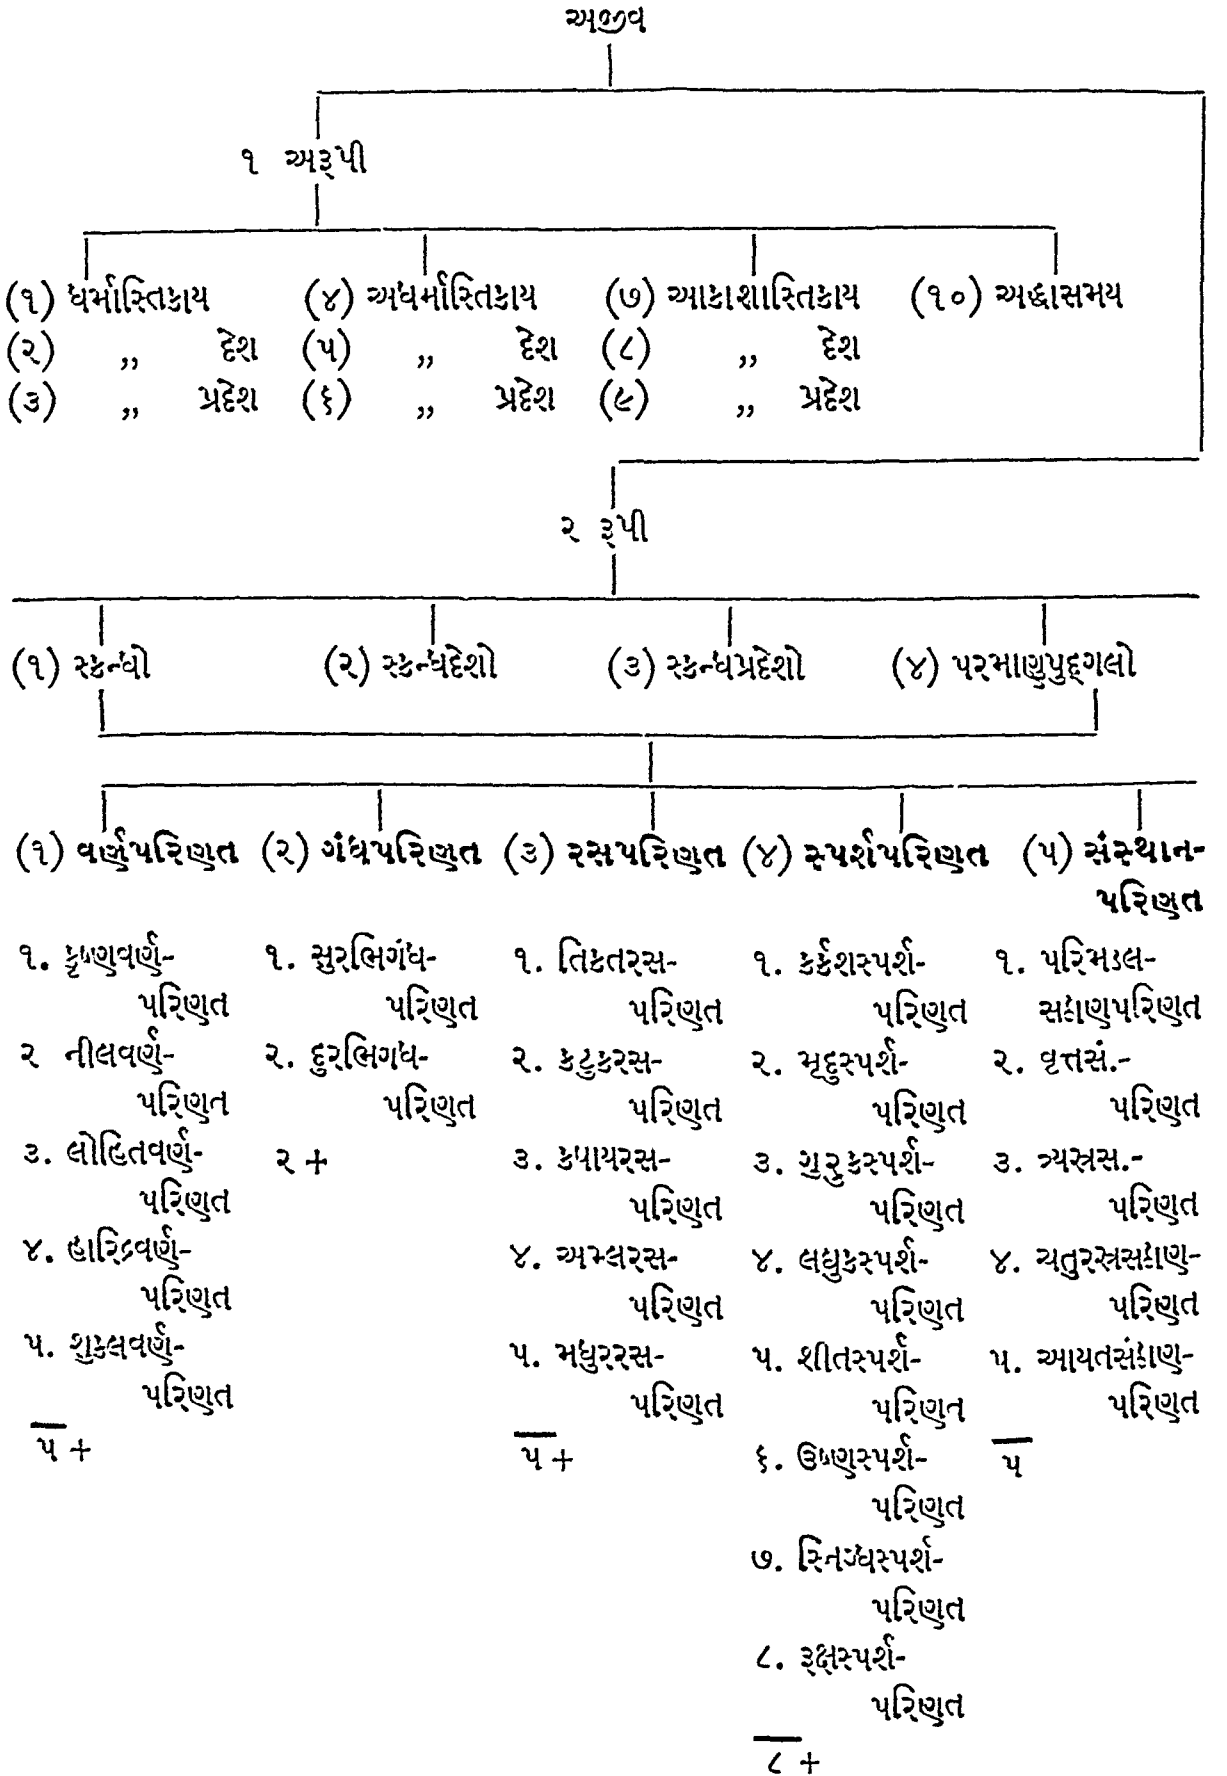 અજીવ
૧ અરૂપી
(૧) ધર્માસ્તિકાય (૪) અધર્માસ્તિકાય (૭) આકાશાસ્તિકાય (૧૦) અદ્ધાસમય
(૨) ,, દેશ (૫) ,, દેશ (૮) ,, દેશ
(૩) ,, પ્રદેશ (૬) ,, પ્રદેશ (૯) ,, પ્રદેશ
૨ રૂપી
(૧) સ્કન્ધો (૨) સ્કન્ધદેશો (૩) સ્કન્ધપ્રદેશો (૪) પરમાણુપુદ્ગલો
(૧) વર્ણપરિણત (૨) ગંધપરિણત (૩) રસપરિણત (૪) સ્પર્શપરિણત (૫) સંસ્થાન-
પરિણત
૧. કૃષ્ણવર્ણ- ૧. સુરભિગંધ- ૧. તિક્તરસ- ૧. કર્કશસ્પર્શ- ૧. પરિમડલ-
પરિણત પરિણત પરિણત પરિણત સઠાણપરિણત
૨ નીલવર્ણ- ૨. દુરભિગધ- ૨. કટુકરસ- ૨. મૃદુસ્પર્શ- ૨. વૃત્તસં.-
પરિણત પરિણત પરિણત પરિણત પરિણત
૩. લોહિતવર્ણ- ૨ + ૩. કષાયરસ- ૩. ગુરુકસ્પર્શ- ૩. ત્ર્યસ્રસ.-
પરિણત પરિણત પરિણત પરિણત
૪. હારિદ્રવર્ણ- ૪. અમ્લરસ- ૪. લઘુકસ્પર્શ- ૪. ચતુરસ્રસઠાણ-
પરિણત પરિણત પરિણત પરિણત
૫. શુક્લવર્ણ- ૫. મધુરરસ- ૫. શીતસ્પર્શ- ૫. આયતસંઠાણ-
પરિણત પરિણત પરિણત પરિણત
૫ + ૫ + ૬. ઉષ્ણસ્પર્શ- ૫
પરિણત
૭. સ્નિગ્ધસ્પર્શ-
પરિણત
૮. રૂક્ષસ્પર્શ-
પરિણત
૮ +